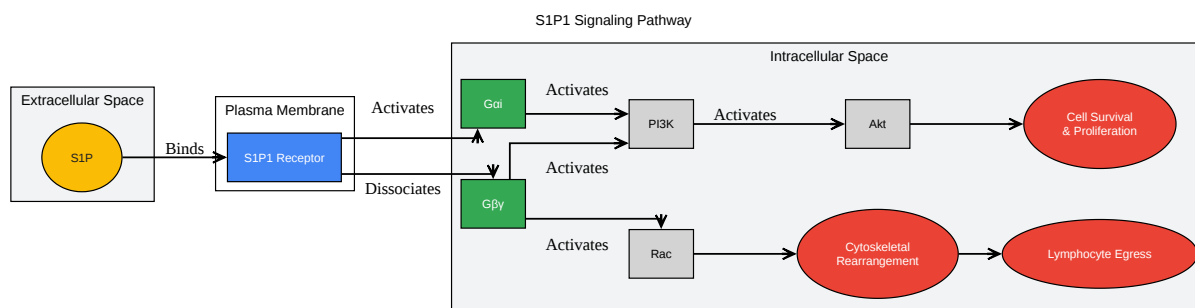 S1P1 Signaling Pathway
Extracellular Space
S1P
Binds
Plasma Membrane
S1P1 Receptor
Activates
Dissociates
Intracellular Space
Gαi
Gβγ
Activates
Activates
Activates
PI3K
Rac
Activates
Akt
Cell Survival
& Proliferation
Cytoskeletal
Rearrangement
Lymphocyte Egress